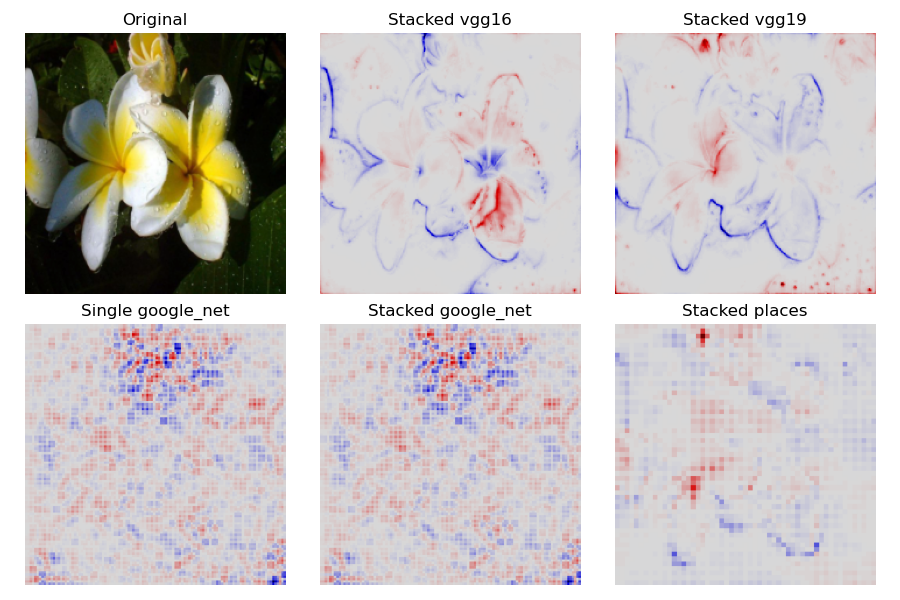 Original
Stacked vgg16
Stacked vgg19
Single google_net
Stacked google_net
Stacked places